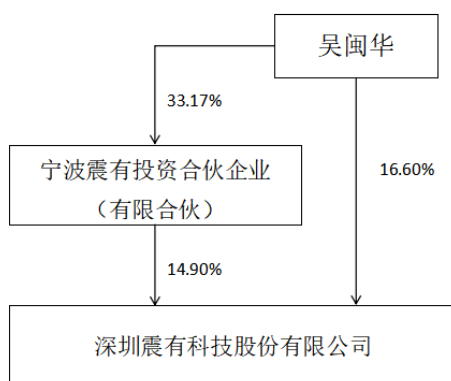 吴闽华
33.17%
宁波震有投资合伙企业
（有限合伙）
16.60%
14.90%
深圳震有科技股份有限公司